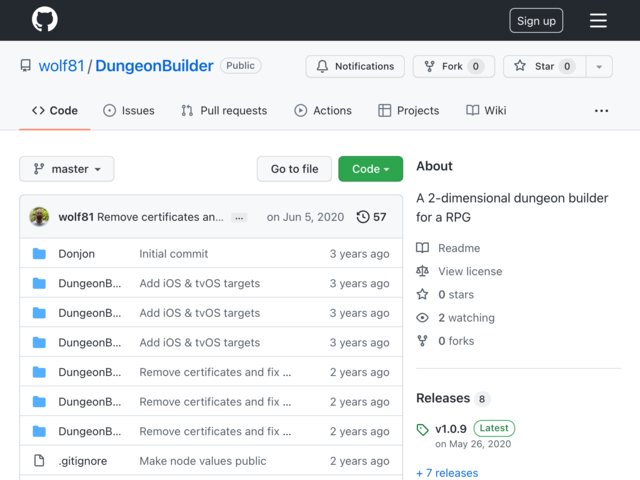 Sign up
wolf81 / DungeonBuilder Public
Notifications Fork 0 Star 0
Code Issues Pull requests Actions Projects Wiki ...
master Go to file Code
wolf81 Remove certificates an... ... on Jun 5, 2020 57
Donjon Initial commit 3 years ago
DungeonB... Add iOS & tvOS targets 3 years ago
DungeonB... Add iOS & tvOS targets 3 years ago
DungeonB... Add iOS & tvOS targets 3 years ago
DungeonB... Remove certificates and fix ... 2 years ago
DungeonB... Remove certificates and fix ... 2 years ago
DungeonB... Remove certificates and fix ... 2 years ago
.gitignore Make node values public 2 years ago
About
A 2-dimensional dungeon builder
for a RPG
Readme
View license
0 stars
2 watching
0 forks
Releases 8
v1.0.9 Latest
on May 26, 2020
+ 7 releases